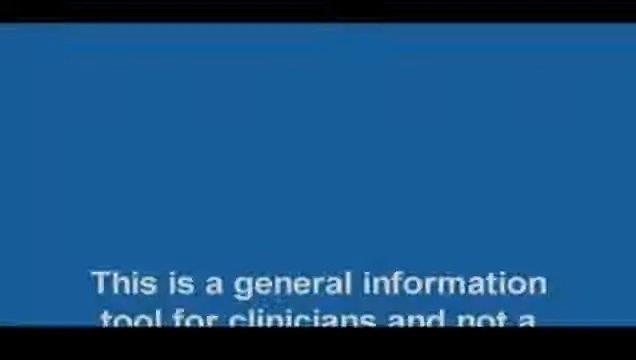 This is a general information
tool for clinicians and not a